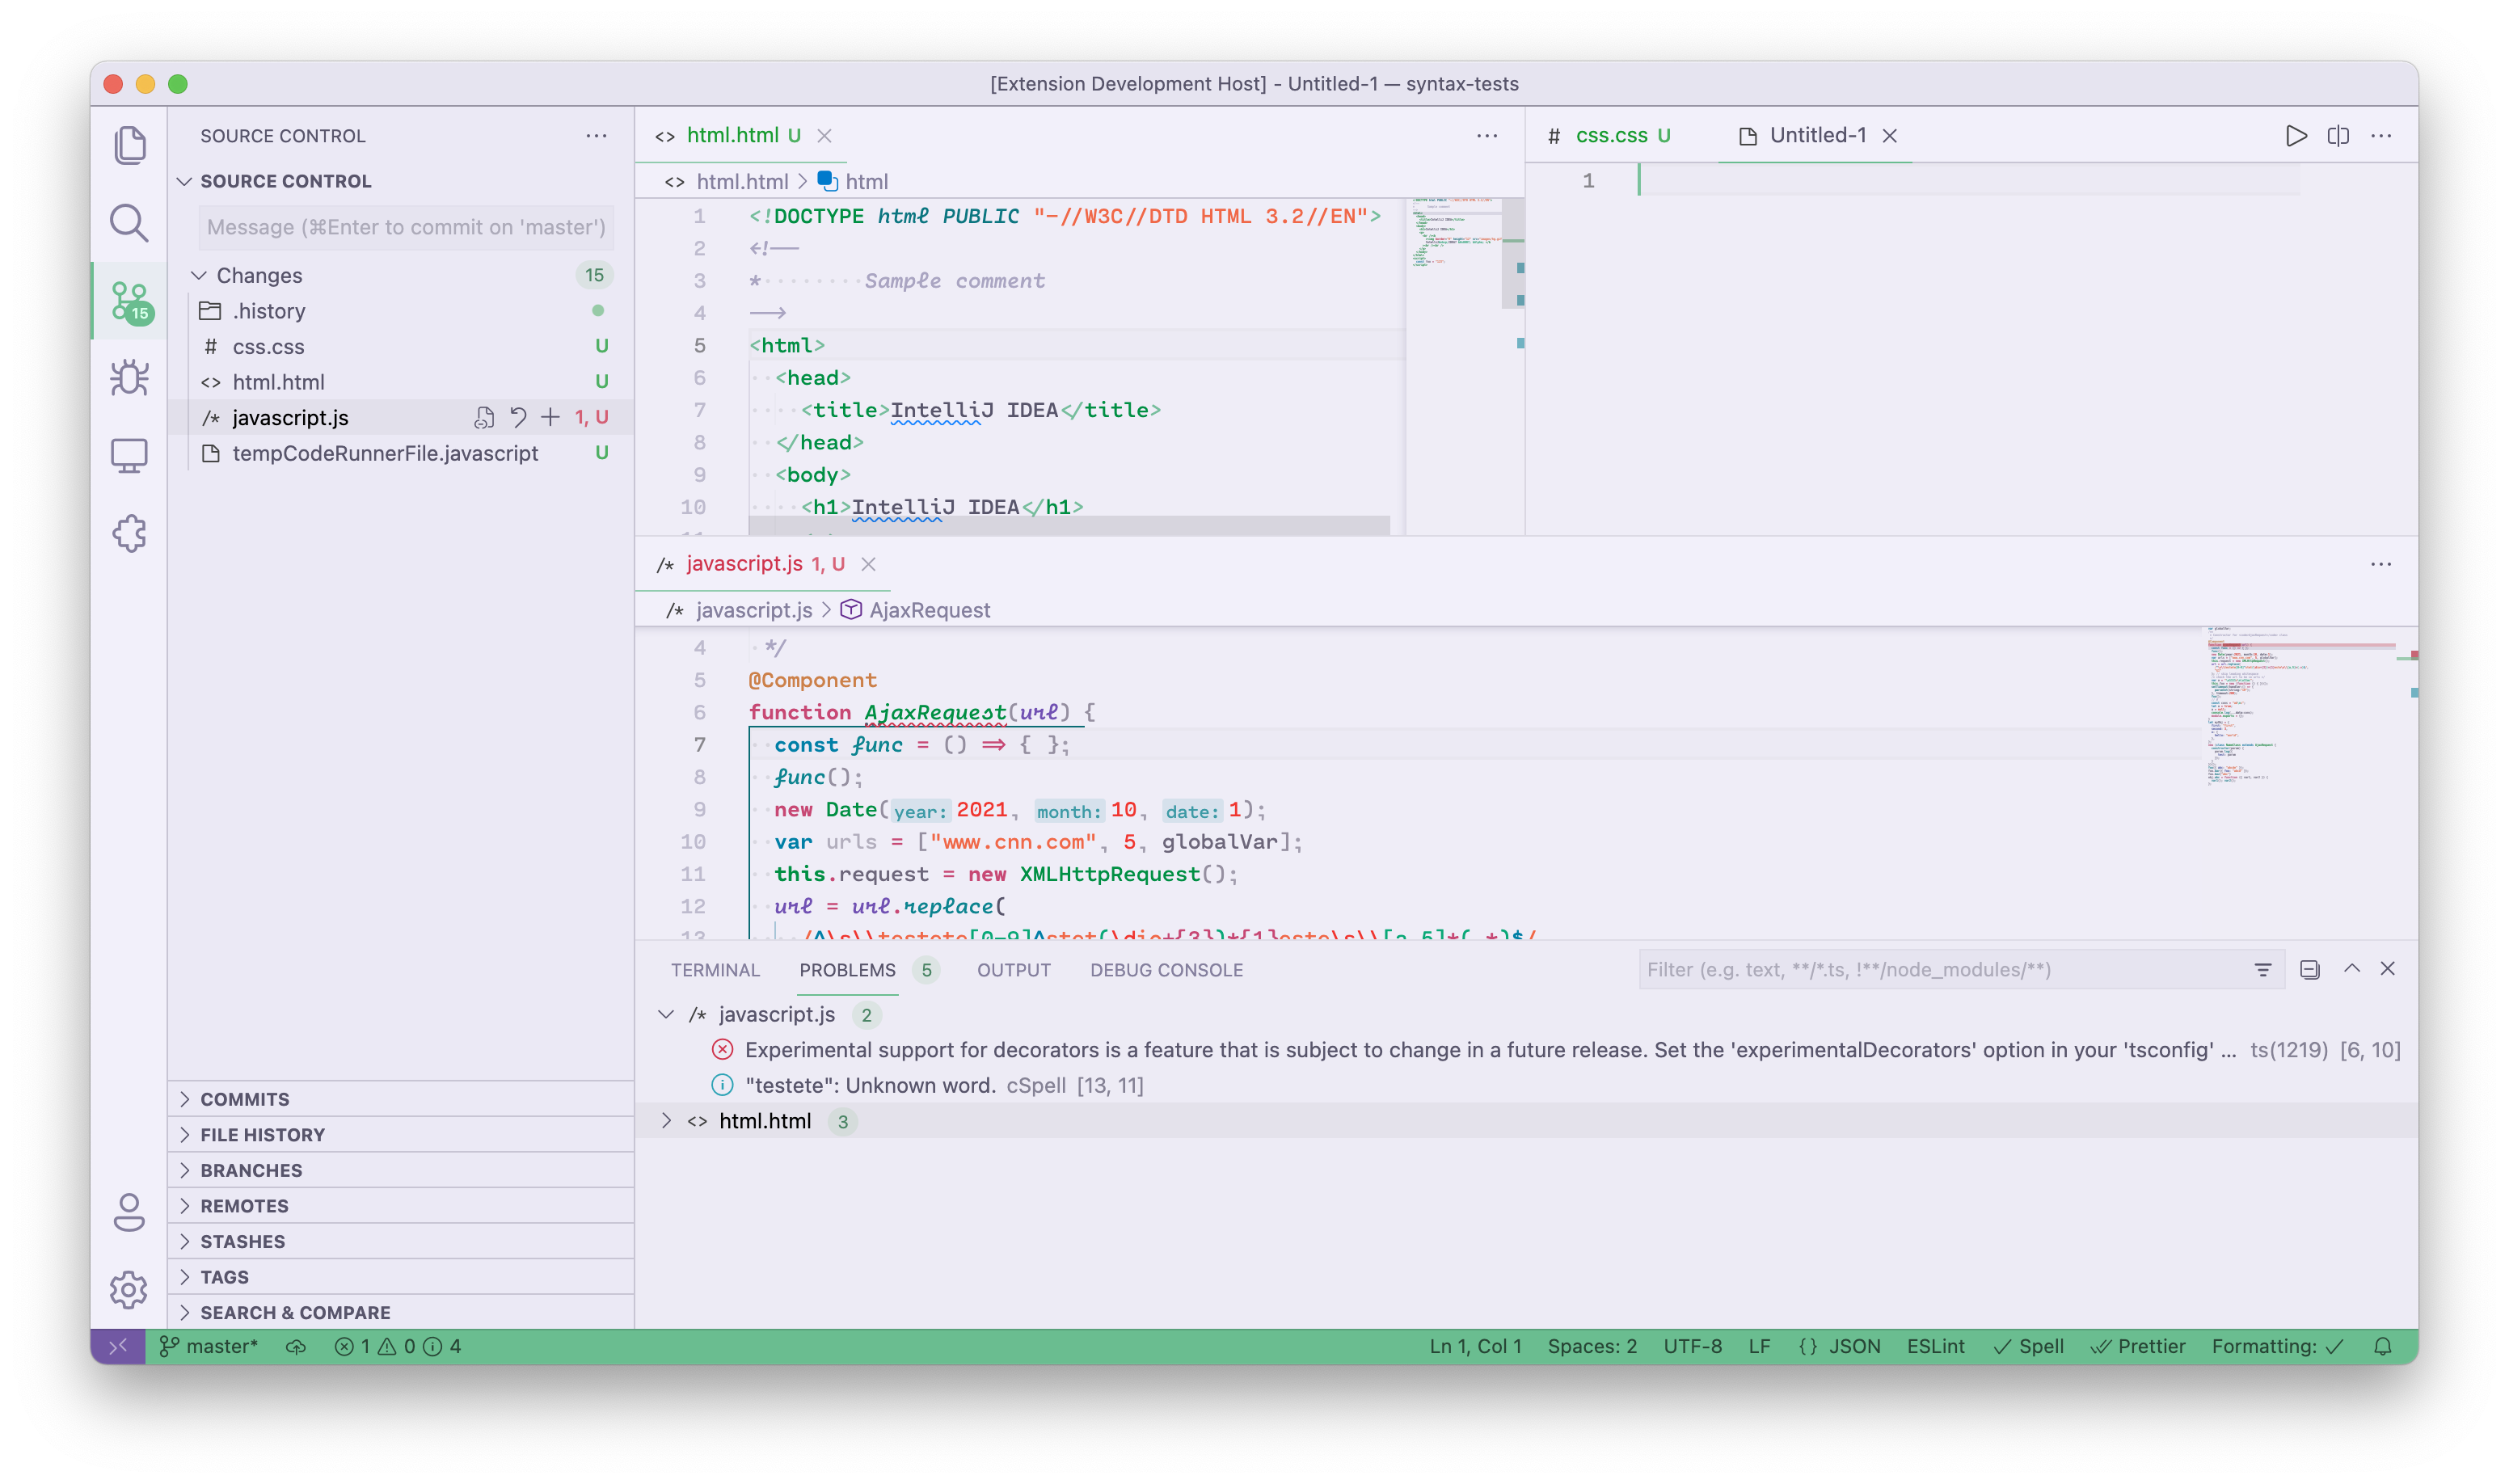 [Extension Development Host] - Untitled-1 — syntax-tests
SOURCE CONTROL
SOURCE CONTROL
Message (⌘Enter to commit on 'master')
Changes 15
15
.history
# css.css U
<> html.html U
/* javascript.js 1, U
tempCodeRunnerFile.javascript U
COMMITS
FILE HISTORY
BRANCHES
REMOTES
STASHES
TAGS
SEARCH & COMPARE
<> html.html U
<> html.html > html
1 <!DOCTYPE html PUBLIC "-//W3C//DTD HTML 3.2//EN">
2 <!--
3 * Sample comment
4 -->
5 <html>
6 <head>
7 <title>IntelliJ IDEA</title>
8 </head>
9 <body>
10 <h1>IntelliJ IDEA</h1>
# css.css U Untitled-1
1
/* javascript.js 1, U
/* javascript.js > AjaxRequest
4 */
5 @Component
6 function AjaxRequest(url) {
7 const func = () => { };
8 func();
9 new Date(year: 2021, month: 10, date: 1);
10 var urls = ["www.cnn.com", 5, globalVar];
11 this.request = new XMLHttpRequest();
12 url = url.replace(
TERMINAL PROBLEMS 5 OUTPUT DEBUG CONSOLE
Filter (e.g. text, **/*.ts, !**/node_modules/**)
/* javascript.js 2
Experimental support for decorators is a feature that is subject to change in a future release. Set the 'experimentalDecorators' option in your 'tsconfig' ... ts(1219) [6, 10]
"testete": Unknown word. cSpell [13, 11]
<> html.html 3
master* 1 0 4
Ln 1, Col 1 Spaces: 2 UTF-8 LF {} JSON ESLint ✓ Spell Prettier Formatting: ✓